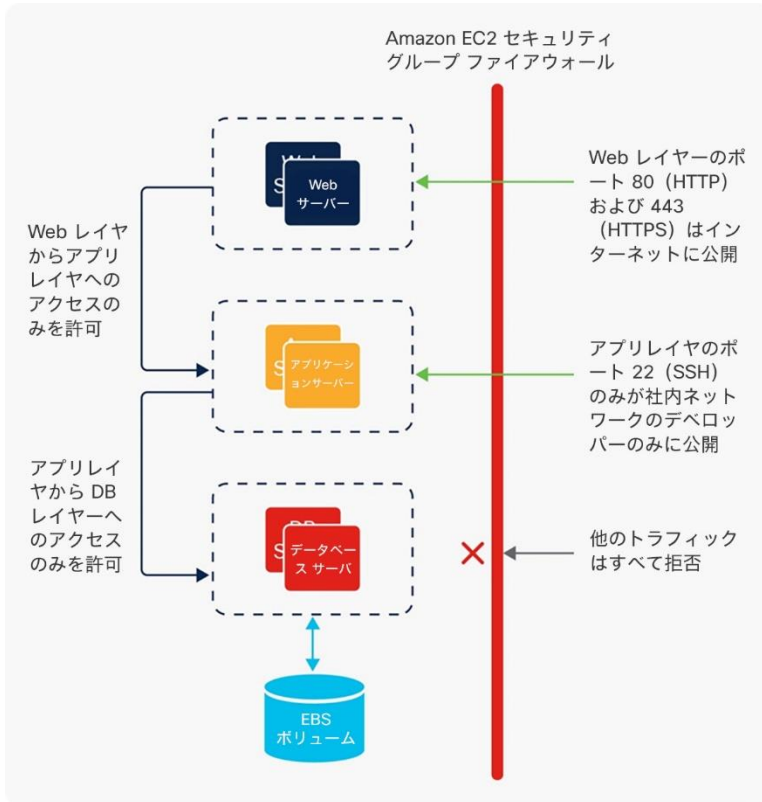 Amazon EC2 セキュリティ
グループ ファイアウォール
Web
サーバー
Web レイヤーのポ
ート 80（HTTP）
および 443
（HTTPS）はイン
ターネットに公開
Web レイヤ
からアプリ
レイヤへの
アクセスの
みを許可
アプリケーシ
ョンサーバー
アプリレイヤのポ
ート 22（SSH）
のみが社内ネット
ワークのデベロッ
パーのみに公開
アプリレイ
ヤから DB
レイヤーへ
のアクセス
のみを許可
データベー
ス サーバ
他のトラフィック
はすべて拒否
EBS
ボリューム